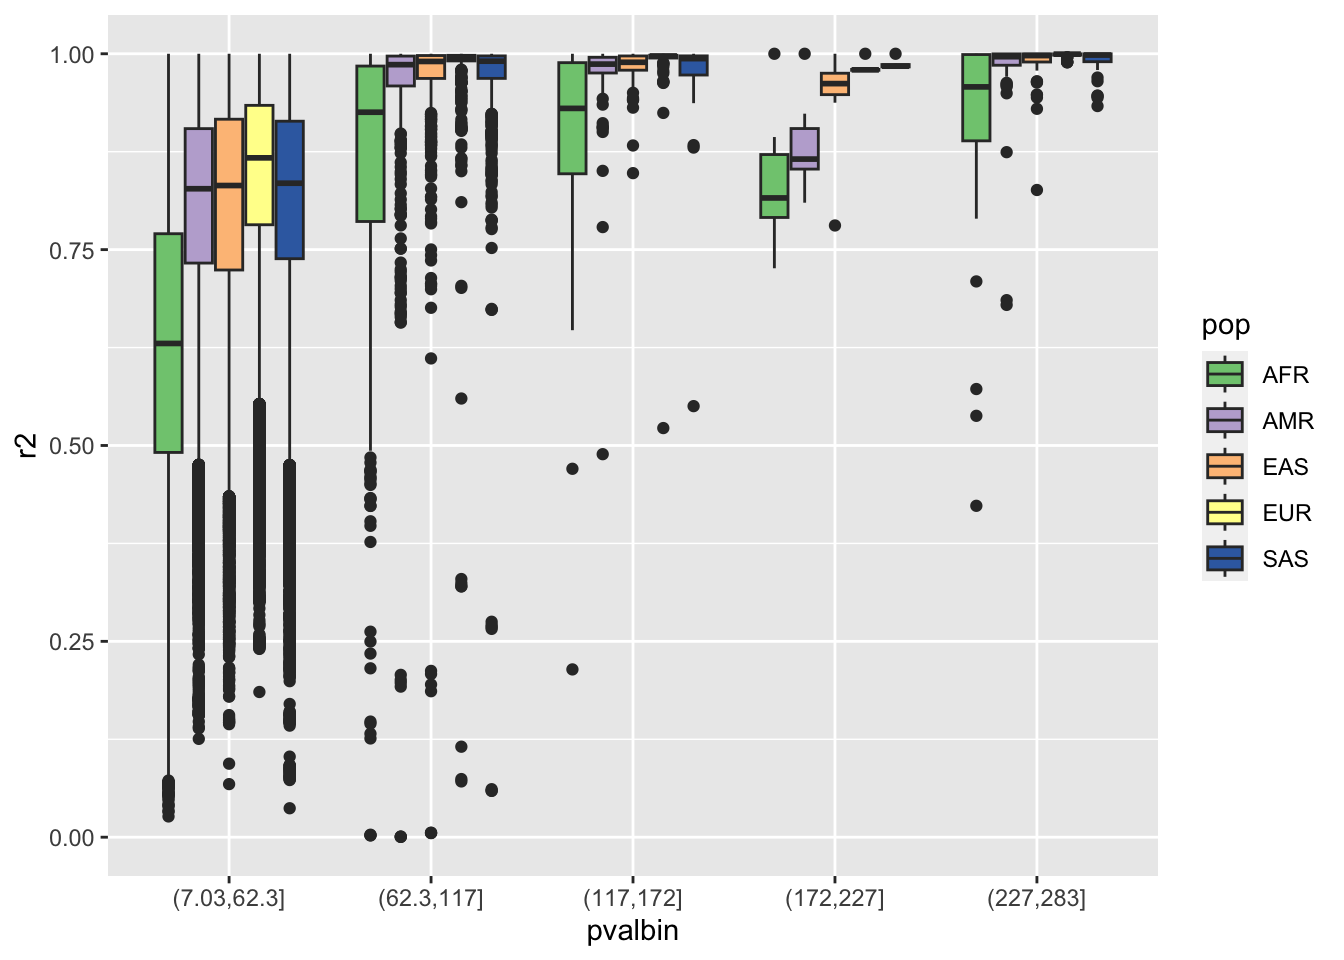 1.00
0.75
0.50
0.25
0.00
r2
(7.03,62.3]
(62.3,117]
(117,172]
(172,227]
(227,283]
pvalbin
pop
AFR
AMR
EAS
EUR
SAS